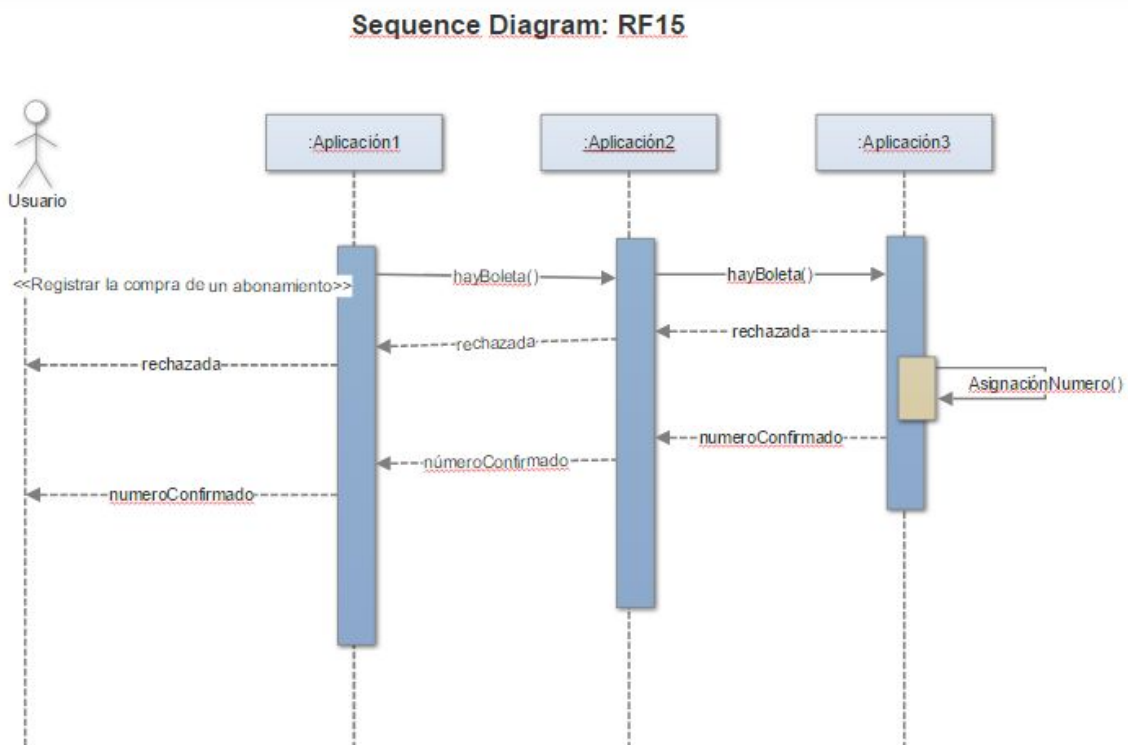 Sequence Diagram: RF15
Usuario
:Aplicación1
:Aplicación2
:Aplicación3
<<Registrar la compra de un abonamiento>>
hayBoleta()
hayBoleta()
rechazada
rechazada
rechazada
AsignaciónNumero()
numeroConfirmado
númeroConfirmado
numeroConfirmado